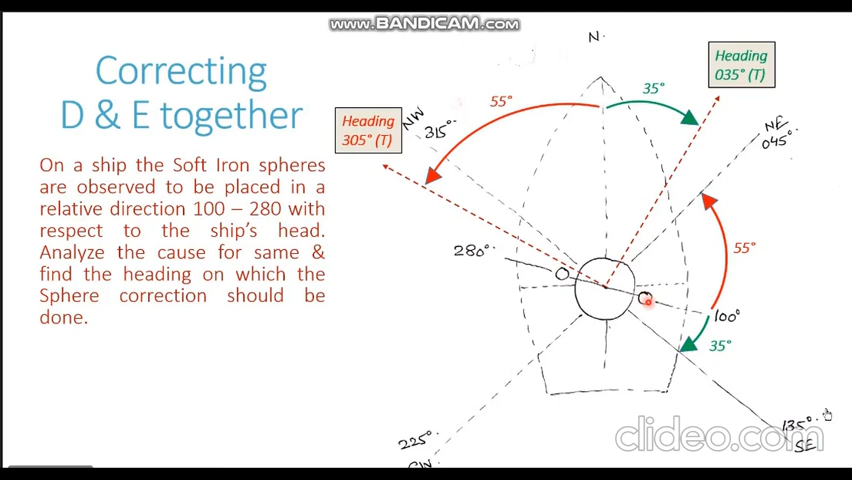 WWW.BANDICAM.COM
Correcting
D & E together
On a ship the Soft Iron spheres
are observed to be placed in a
relative direction 100 – 280 with
respect to the ship's head.
Analyze the cause for same &
find the heading on which the
Sphere correction should be
done.
N.
Heading
035° (T)
35°
55°
Heading
305° (T)
NW
315°.
NE
045°.
280°.
55°
100°
35°
225°.
SW
135°.
SE
clideo.com